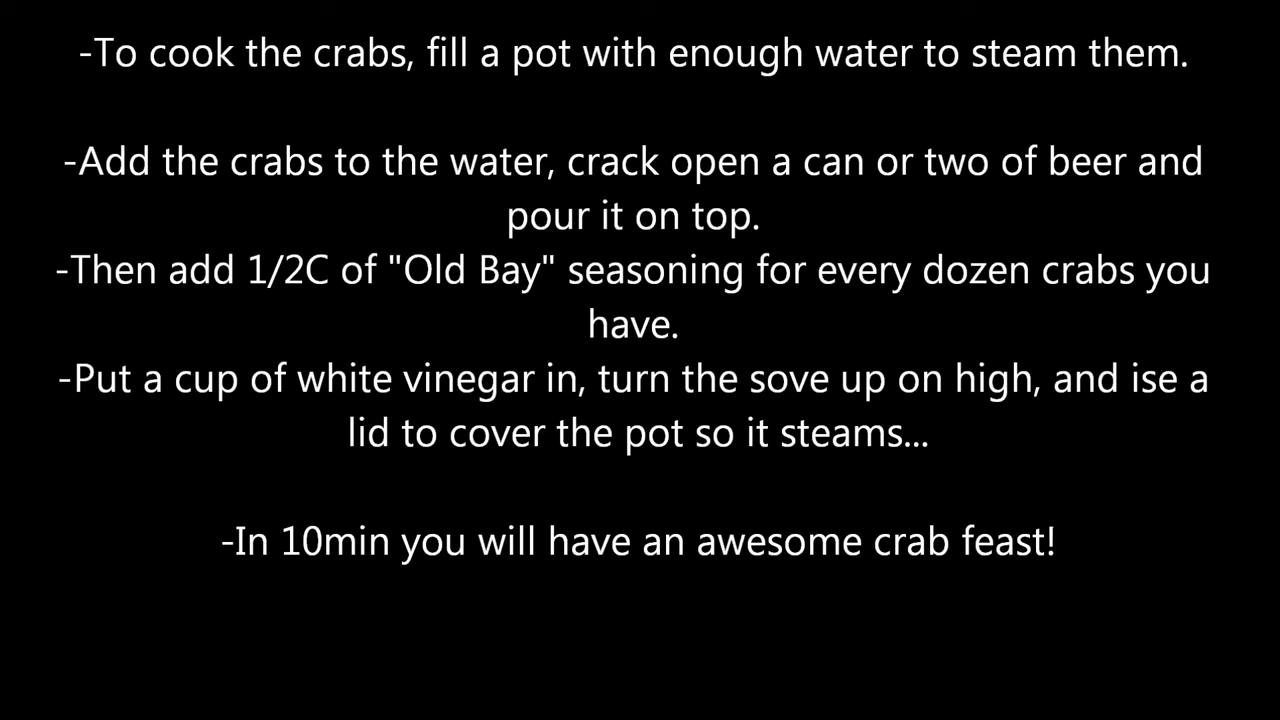 -To cook the crabs, fill a pot with enough water to steam them.
-Add the crabs to the water, crack open a can or two of beer and
pour it on top.
-Then add 1/2C of "Old Bay" seasoning for every dozen crabs you
have.
-Put a cup of white vinegar in, turn the sove up on high, and ise a
lid to cover the pot so it steams...
-In 10min you will have an awesome crab feast!